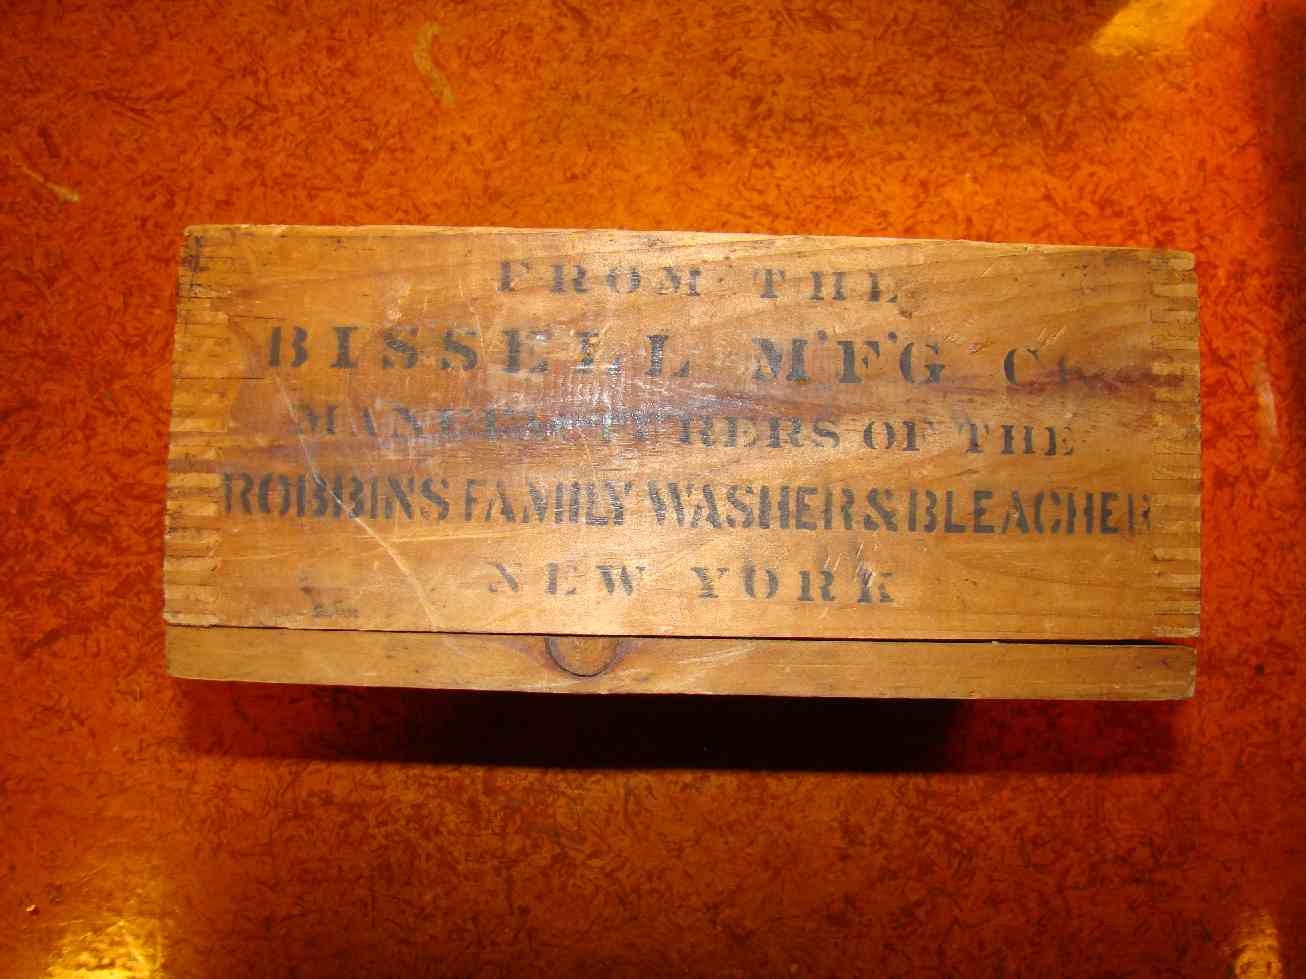 FROM THE
BISSELL M'F'G CO
MANUFACTURERS OF THE
ROBBINS FAMILY WASHER & BLEACHER
NEW YORK